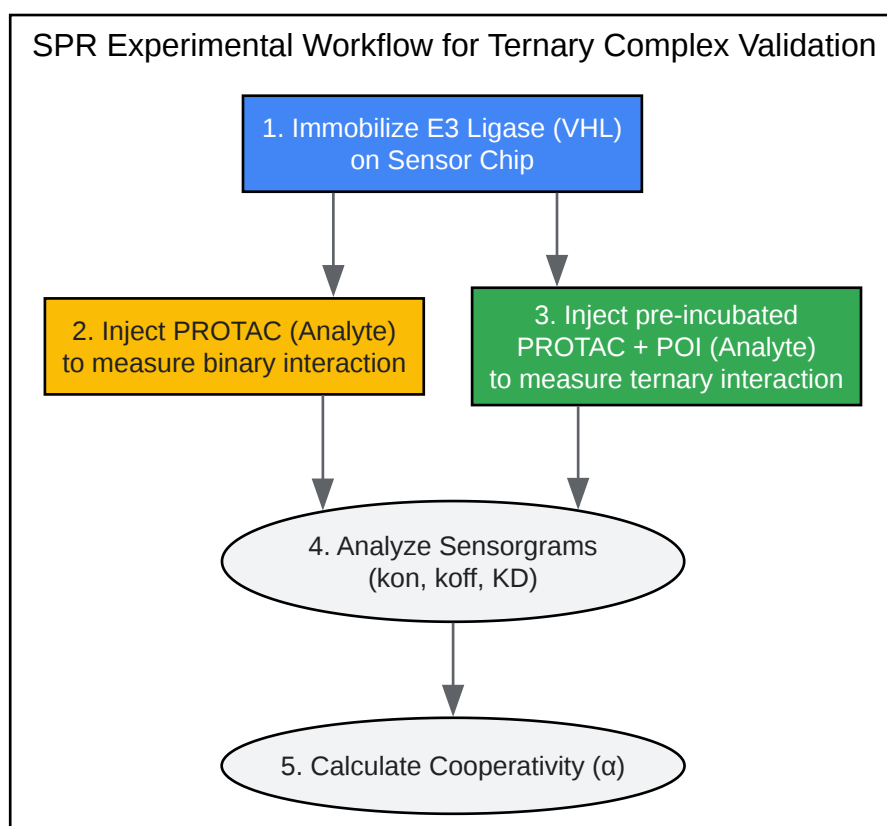 SPR Experimental Workflow for Ternary Complex Validation
1. Immobilize E3 Ligase (VHL)
on Sensor Chip
2. Inject PROTAC (Analyte)
to measure binary interaction
3. Inject pre-incubated
PROTAC + POI (Analyte)
to measure ternary interaction
4. Analyze Sensorgrams
(kon, koff, KD)
5. Calculate Cooperativity (α)